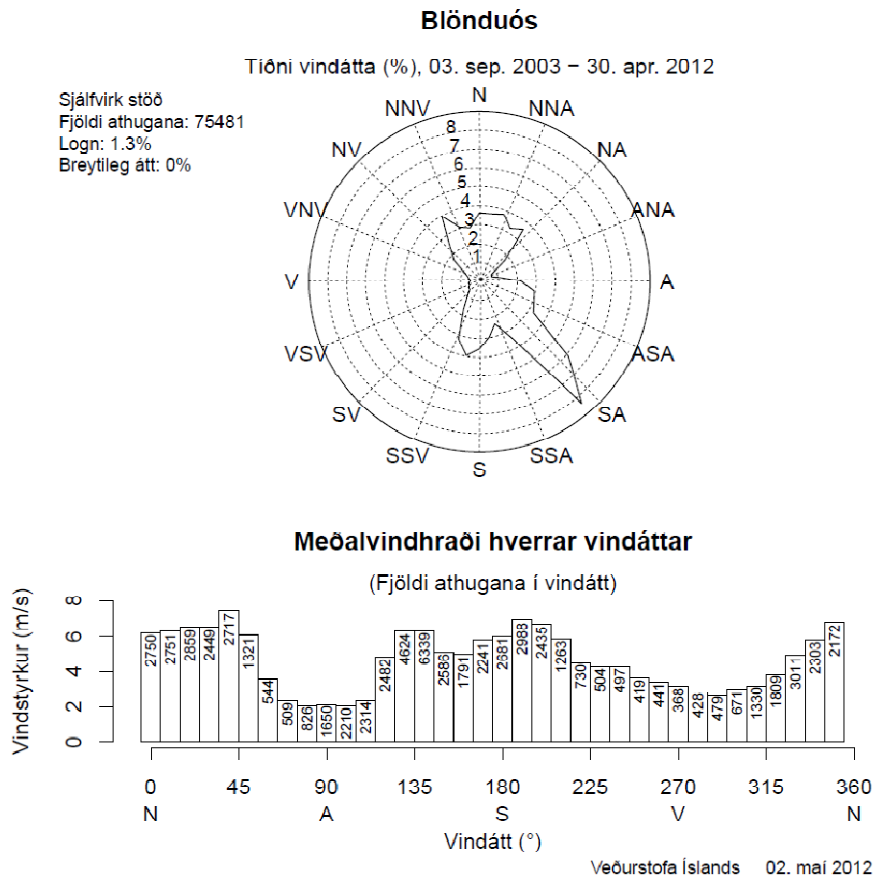 Blönduós
Tíðni vindátta (%), 03. sep. 2003 − 30. apr. 2012
Sjálfvirk stöð
Fjöldi athugana: 75481
Logn: 1.3%
Breytileg átt: 0%
N
NNV
NNA
NV
NA
VNV
ANA
V
A
VSV
ASA
SV
SA
SSV
SSA
S
8
7
6
5
4
3
2
1
Meðalvindhraði hverrar vindáttar
(Fjöldi athugana í vindátt)
Vindstyrkur (m/s)
8
6
4
2
0
2750 2751 2859 2449 2717 1321 544 509 826 1650 2210 2314 2482 4624 6339 2586 1791 2241 2581 2988 2435 1263 730 504 497 419 441 368 428 479 671 1330 1809 3011 2303 2172
0 45 90 135 180 225 270 315 360
N A S V N
Vindátt (°)
Veðurstofa Íslands 02. maí 2012